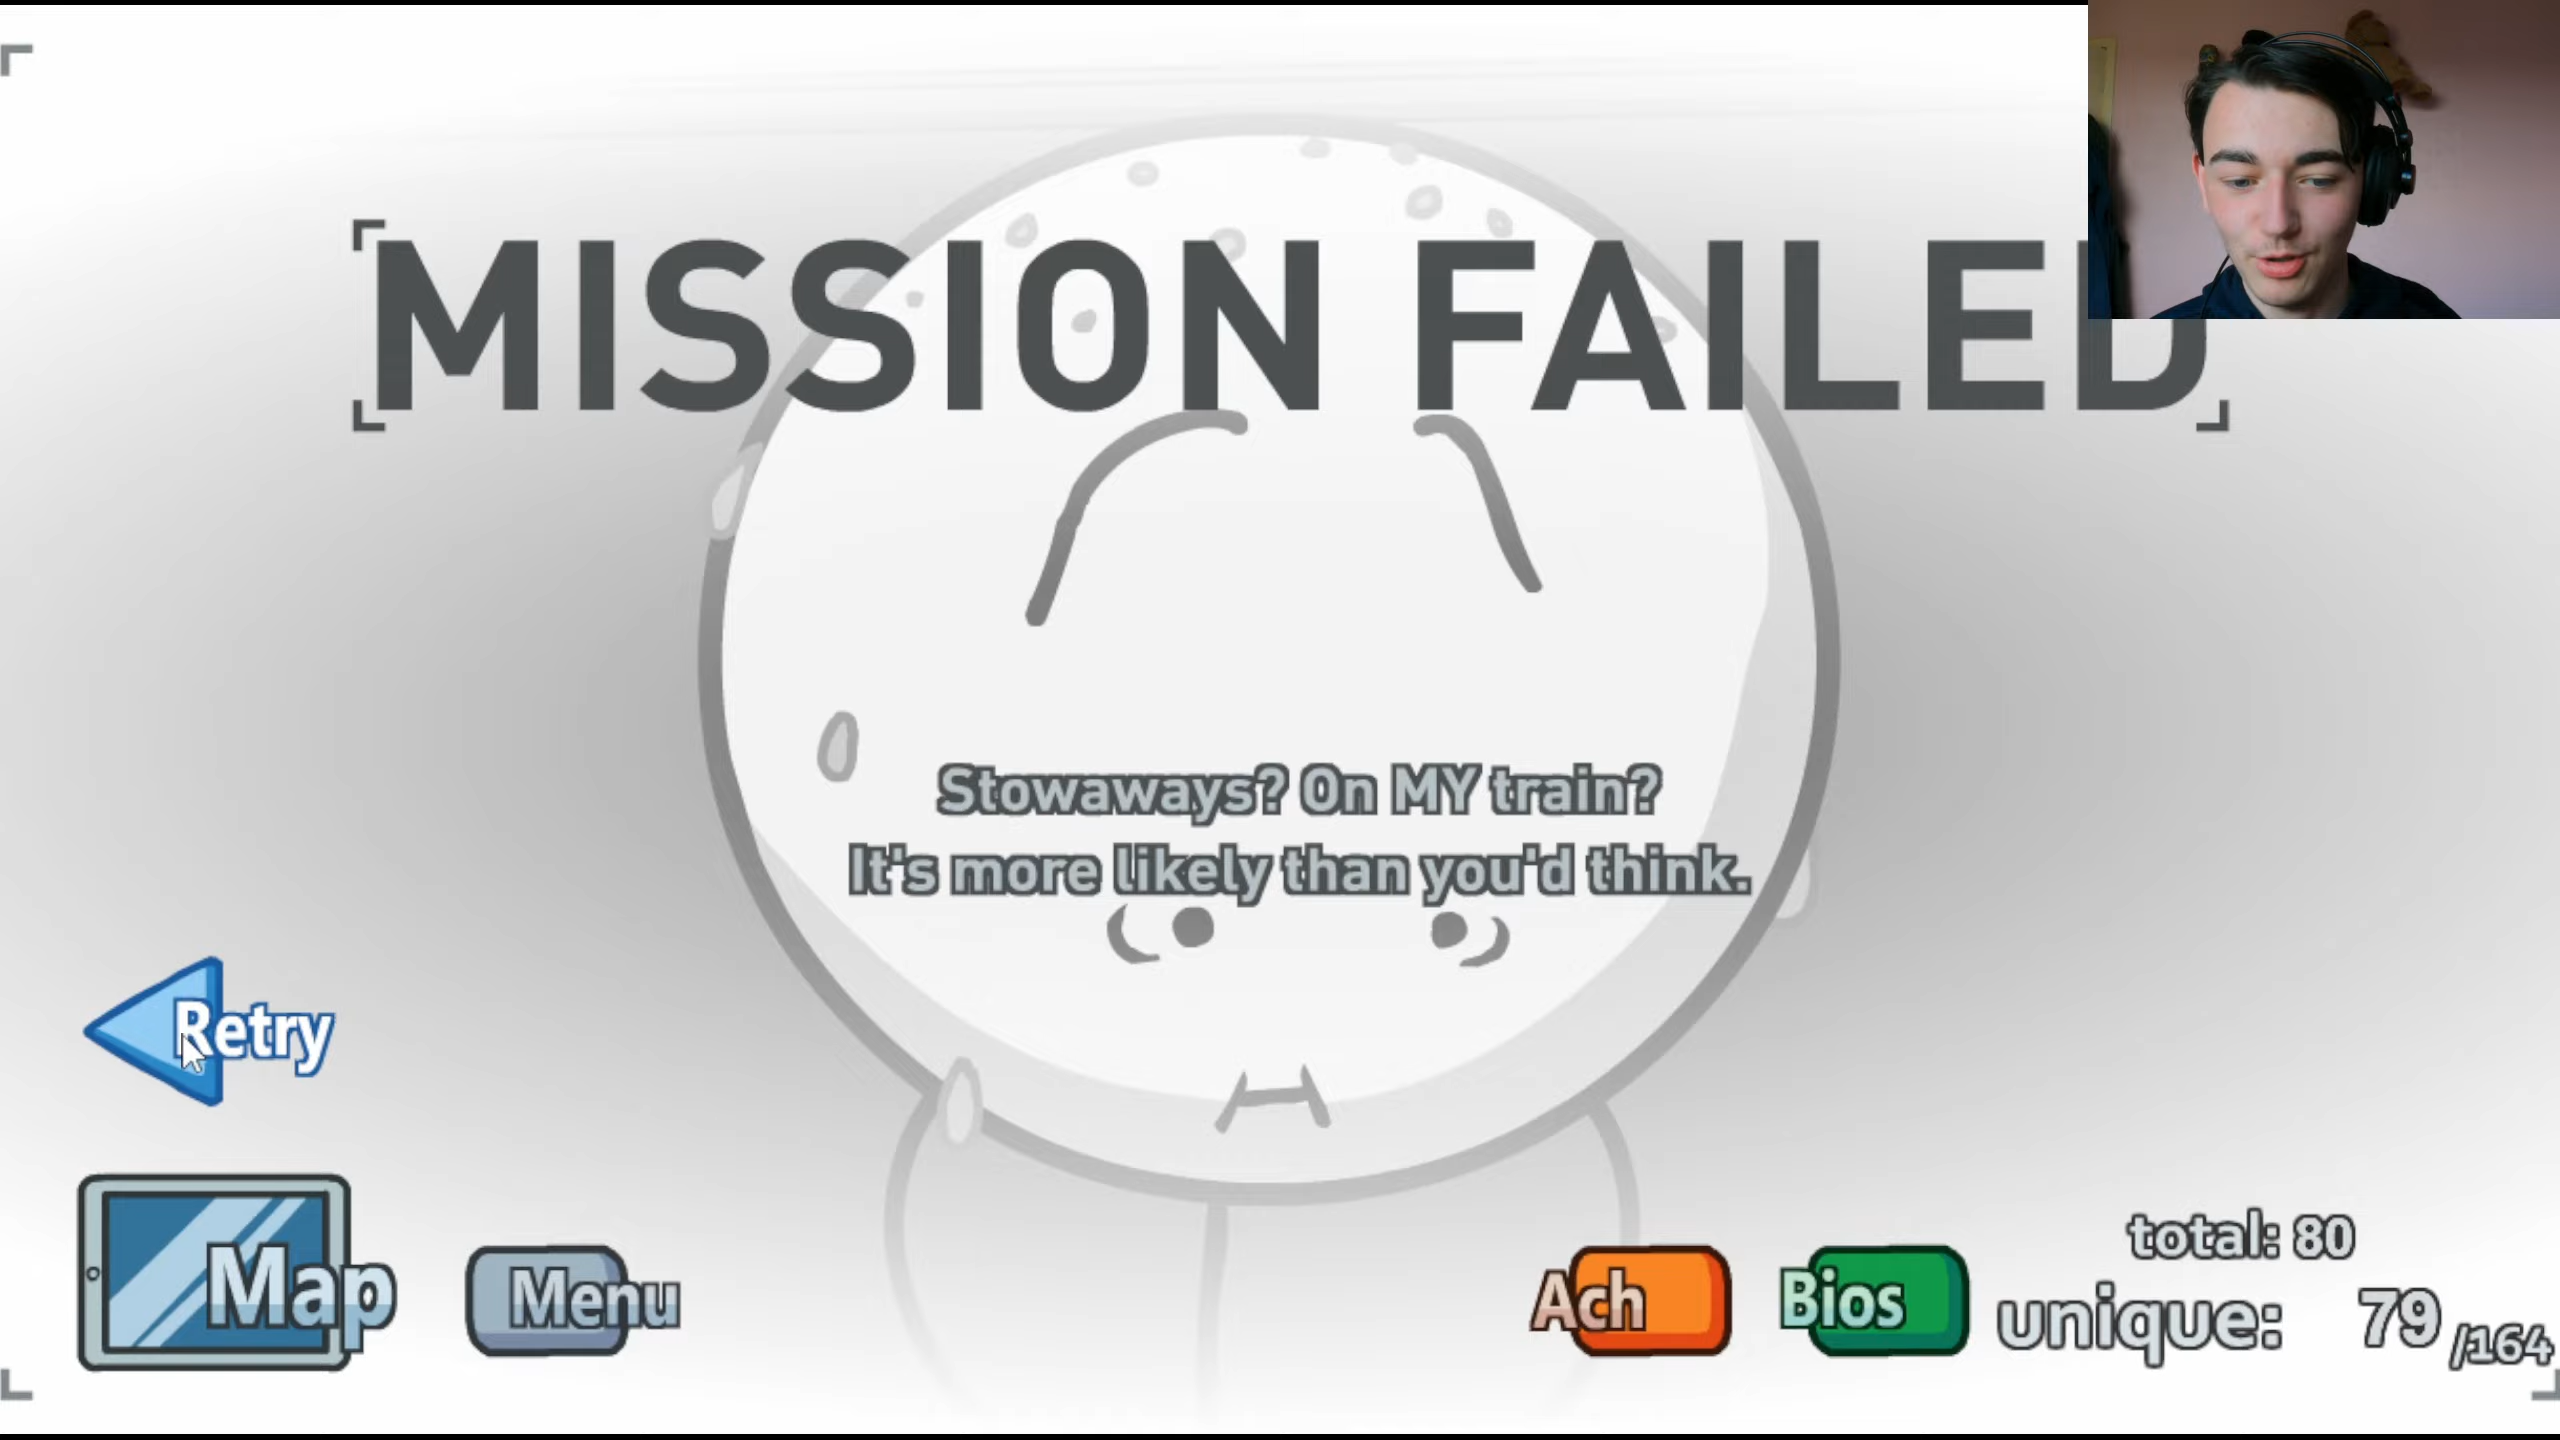 MISSION FAILED
Stowaways? On MY train?
It's more likely than you'd think.
Retry
Map
Menu
Ach
Bios
total: 80
unique: 79 /164